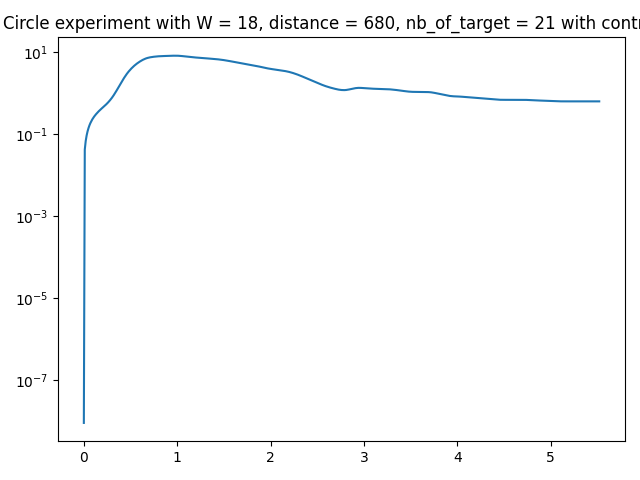 Circle experiment with W = 18, distance = 680, nb_of_target = 21 with contr
10¹
10⁻¹
10⁻³
10⁻⁵
10⁻⁷
0 1 2 3 4 5